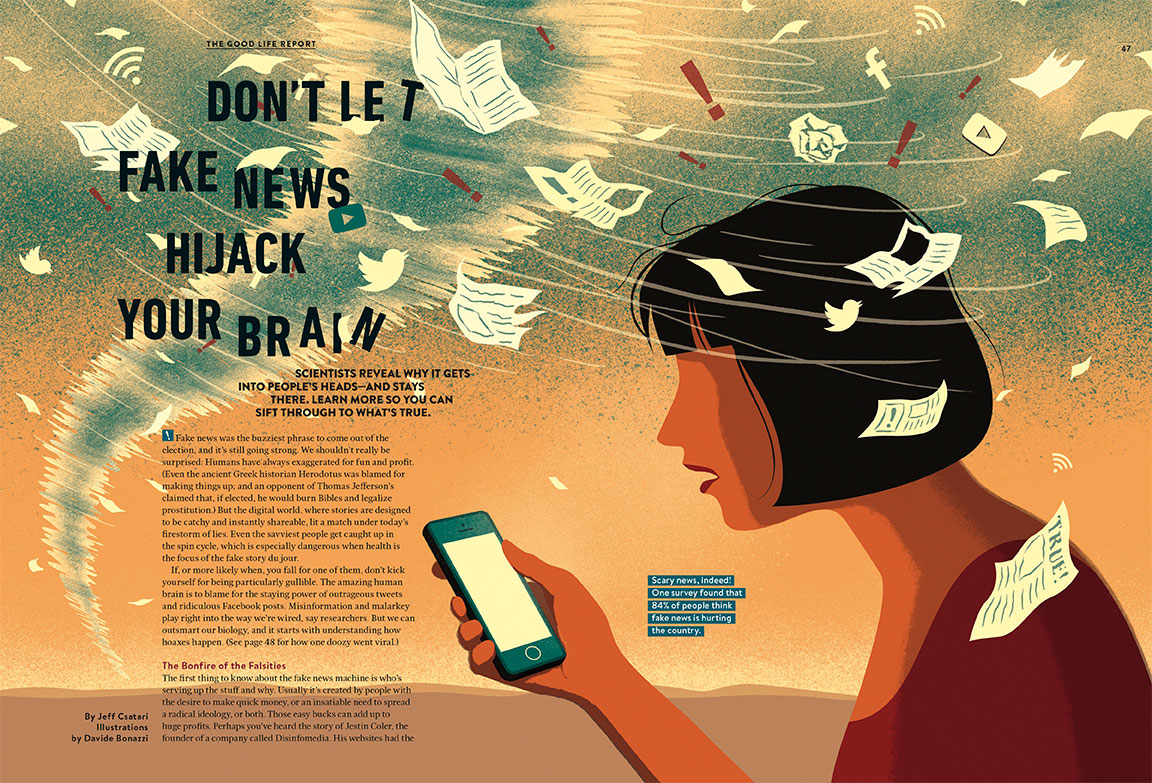 THE GOOD LIFE REPORT
47
DON'T LET
FAKE NEWS
HIJACK
YOUR BRAIN
SCIENTISTS REVEAL WHY IT GETS
INTO PEOPLE'S HEADS—AND STAYS
THERE. LEARN MORE SO YOU CAN
SIFT THROUGH TO WHAT'S TRUE.
! Fake news was the buzziest phrase to come out of the
election, and it's still going strong. We shouldn't really be
surprised: Humans have always exaggerated for fun and profit.
(Even the ancient Greek historian Herodotus was blamed for
making things up; and an opponent of Thomas Jefferson's
claimed that, if elected, he would burn Bibles and legalize
prostitution.) But the digital world, where stories are designed
to be catchy and instantly shareable, lit a match under today's
firestorm of lies. Even the savviest people get caught up in
the spin cycle, which is especially dangerous when health is
the focus of the fake story du jour.
If, or more likely when, you fall for one of them, don't kick
yourself for being particularly gullible. The amazing human
brain is to blame for the staying power of outrageous tweets
and ridiculous Facebook posts. Misinformation and malarkey
play right into the way we're wired, say researchers. But we can
outsmart our biology, and it starts with understanding how
hoaxes happen. (See page 48 for how one doozy went viral.)
The Bonfire of the Falsities
The first thing to know about the fake news machine is who's
serving up the stuff and why. Usually it's created by people with
the desire to make quick money, or an insatiable need to spread
a radical ideology, or both. Those easy bucks can add up to
huge profits. Perhaps you've heard the story of Jestin Coler, the
founder of a company called Disinfomedia. His websites had the
By Jeff Csatari
Illustrations
by Davide Bonazzi
Scary news, indeed!
One survey found that
84% of people think
fake news is hurting
the country.
TRUE!